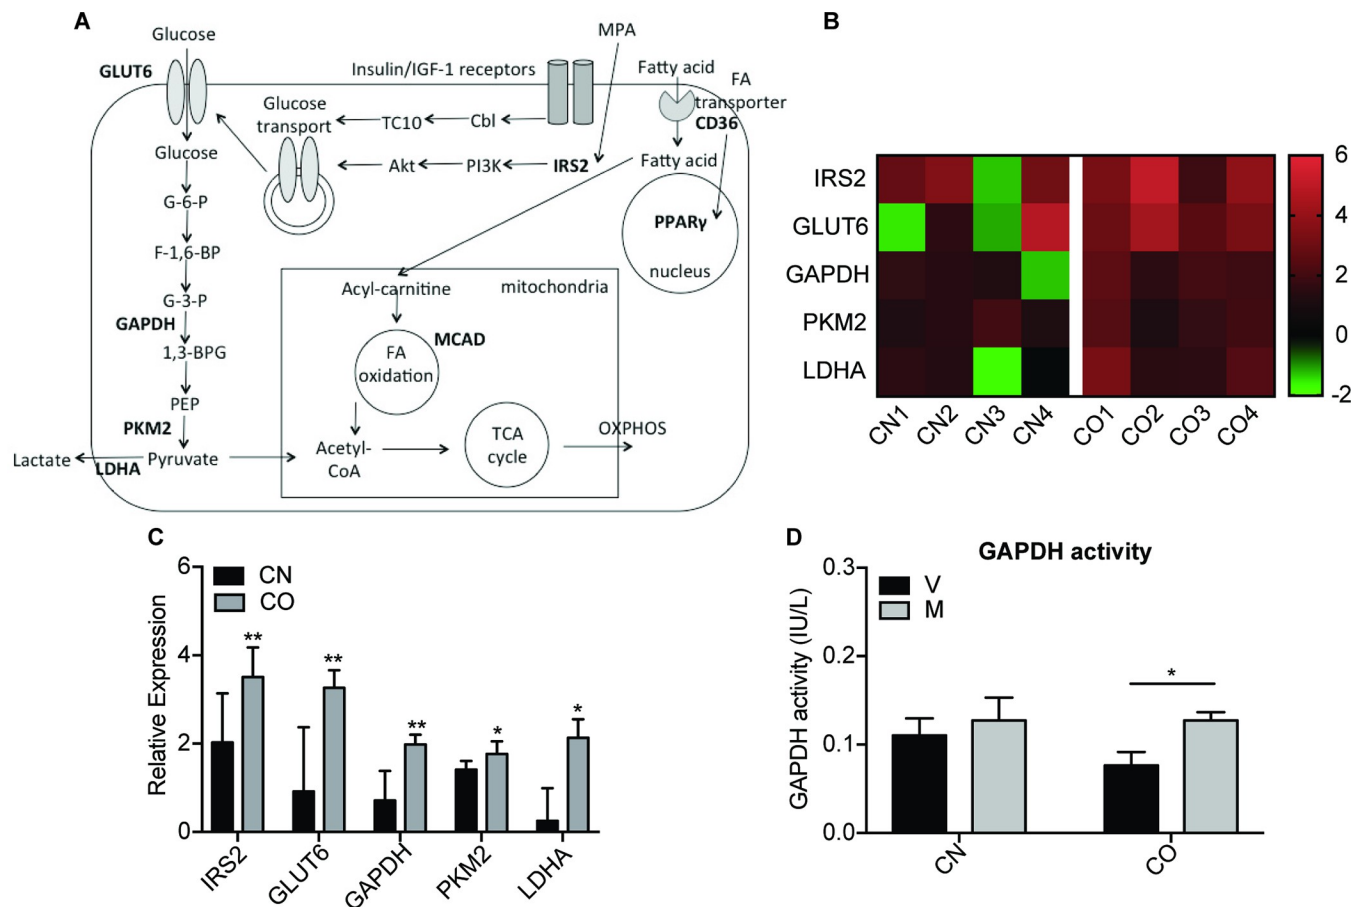 A
Glucose
GLUT6
Insulin/IGF-1 receptors
MPA
Fatty acid
FA
transporter
CD36
Glucose
transport
TC10
Cbl
Glucose
Akt
PI3K
IRS2
Fatty acid
G-6-P
PPARγ
F-1,6-BP
nucleus
Acyl-carnitine
mitochondria
G-3-P
GAPDH
MCAD
1,3-BPG
FA
oxidation
PEP
PKM2
TCA
cycle
OXPHOS
Lactate
LDHA
Pyruvate
Acetyl-
CoA
B
IRS2
GLUT6
GAPDH
PKM2
LDHA
CN1
CN2
CN3
CN4
CO1
CO2
CO3
CO4
6
4
2
0
-2
C
CN
CO
Relative Expression
6
4
2
0
**
**
**
*
*
IRS2
GLUT6
GAPDH
PKM2
LDHA
D
GAPDH activity
V
M
GAPDH activity (IU/L)
0.3
0.2
0.1
0.0
*
CN
CO